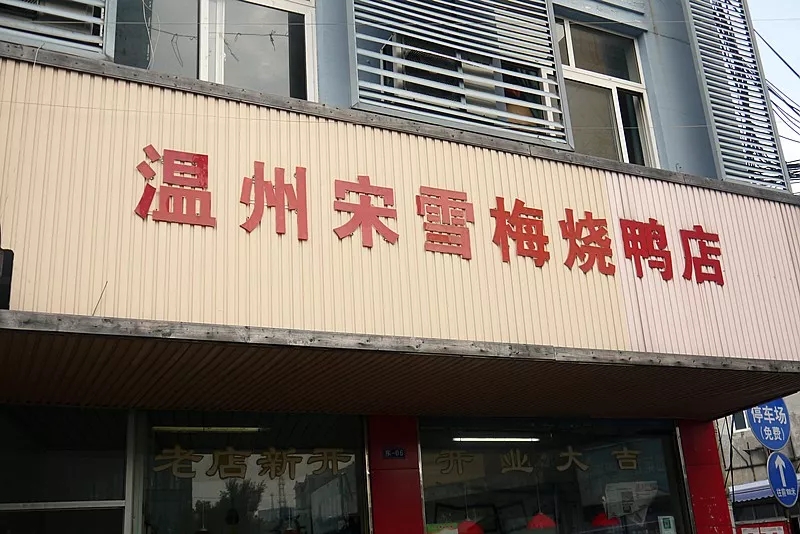 温州宋雪梅烧鸭店
老店新开
开业大吉
停车场
(免费)